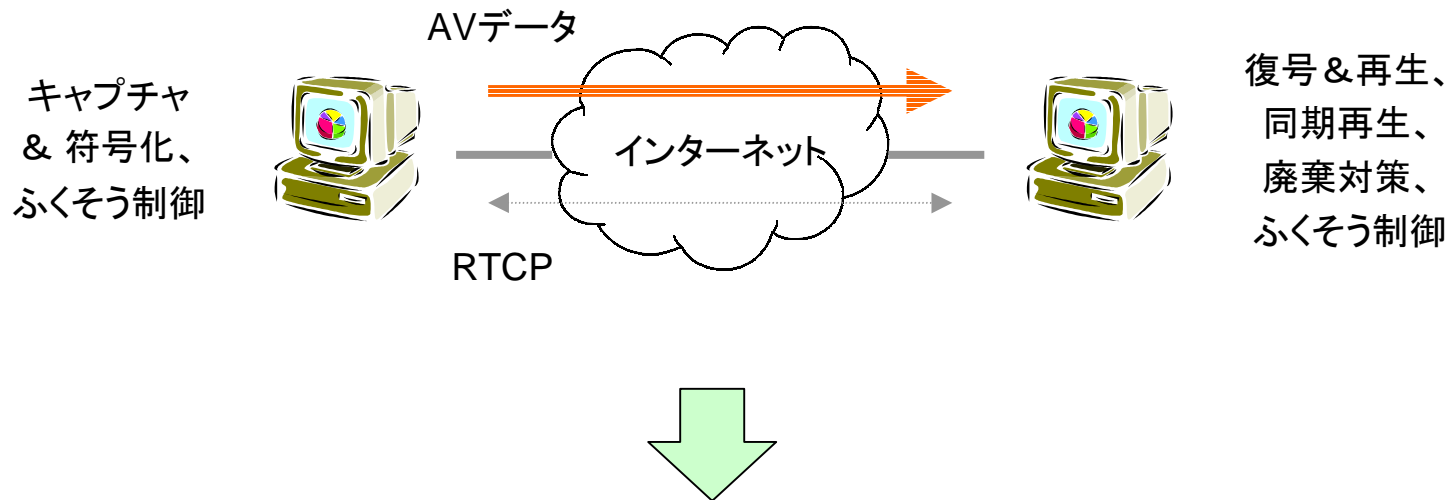 AVデータ
キャプチャ
& 符号化、
ふくそう制御
インターネット
RTCP
復号&再生、
同期再生、
廃棄対策、
ふくそう制御